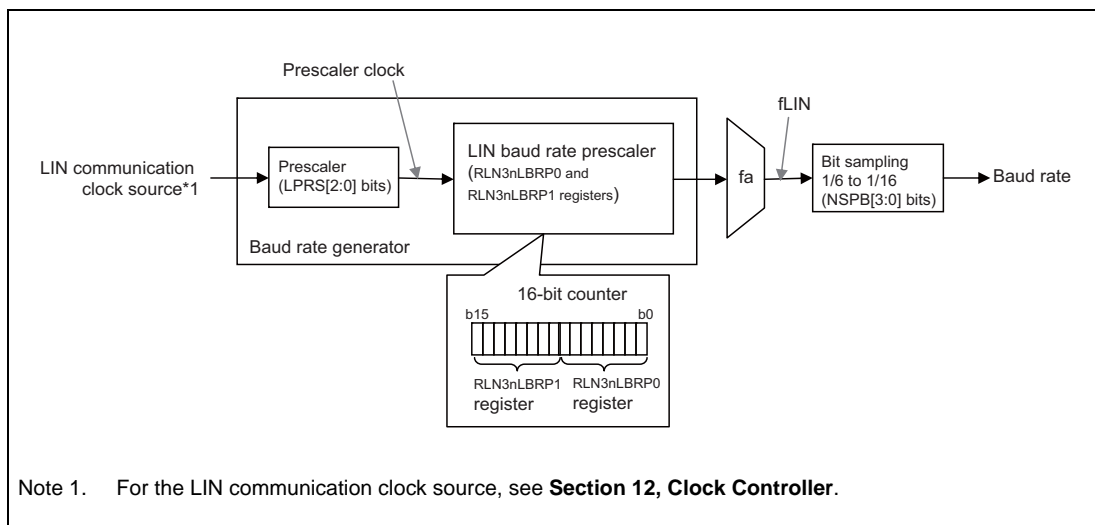 Prescaler clock
fLIN
LIN communication
clock source*1
Prescaler
(LPRS[2:0] bits)
LIN baud rate prescaler
(RLN3nLBRP0 and
RLN3nLBRP1 registers)
fa
Bit sampling
1/6 to 1/16
(NSPB[3:0] bits)
Baud rate
Baud rate generator
16-bit counter
b15 b0
RLN3nLBRP1 RLN3nLBRP0
register register
Note 1. For the LIN communication clock source, see Section 12, Clock Controller.